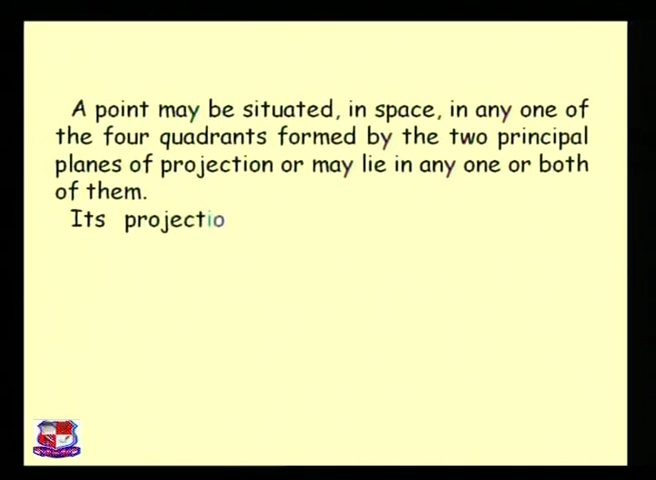 A point may be situated, in space, in any one of
the four quadrants formed by the two principal
planes of projection or may lie in any one or both
of them.
Its projectio